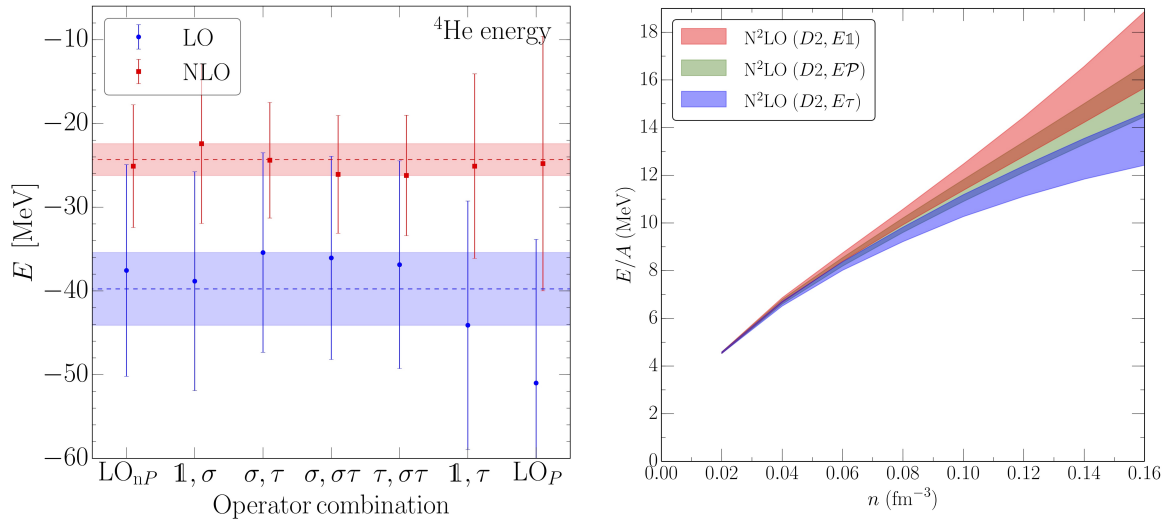 ⁴He energy
LO
NLO
−10
−20
−30
−40
−50
−60
E [MeV]
LOₙP 𝟙, σ σ, τ σ, στ τ, στ 𝟙, τ LO_P
Operator combination
N²LO (D2, E𝟙)
N²LO (D2, E𝒫)
N²LO (D2, Eτ)
18
16
14
12
10
8
6
4
2
0
E/A (MeV)
0.00 0.02 0.04 0.06 0.08 0.10 0.12 0.14 0.16
n (fm⁻³)